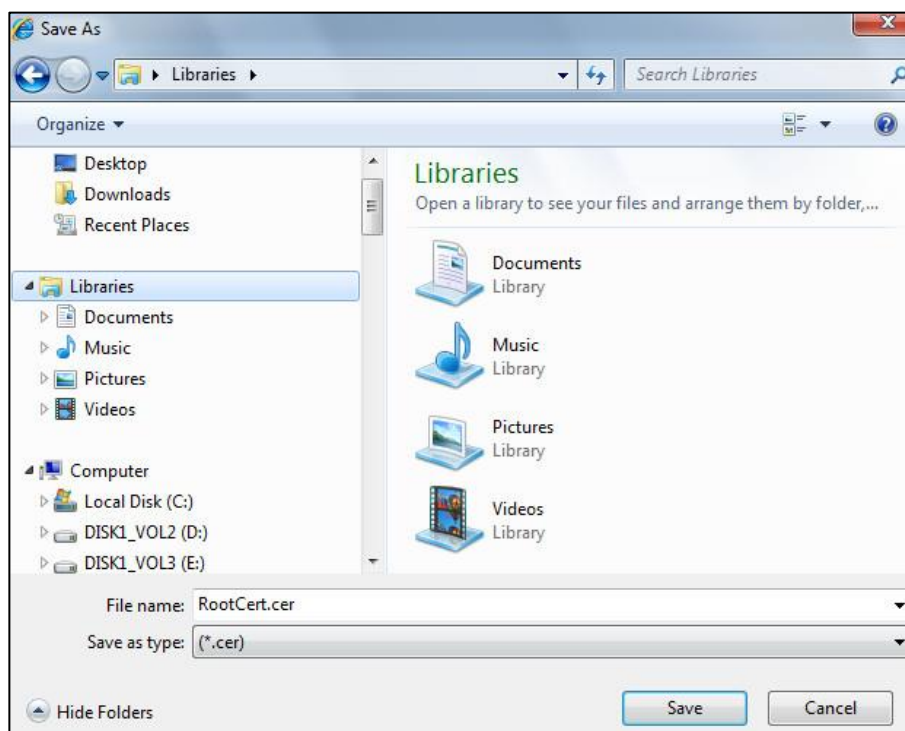 Save As
Libraries
Search Libraries
Organize
Desktop
Downloads
Recent Places
Libraries
Documents
Music
Pictures
Videos
Computer
Local Disk (C:)
DISK1_VOL2 (D:)
DISK1_VOL3 (E:)
Libraries
Open a library to see your files and arrange them by folder,...
Documents
Library
Music
Library
Pictures
Library
Videos
Library
File name: RootCert.cer
Save as type: (*.cer)
Hide Folders
Save
Cancel